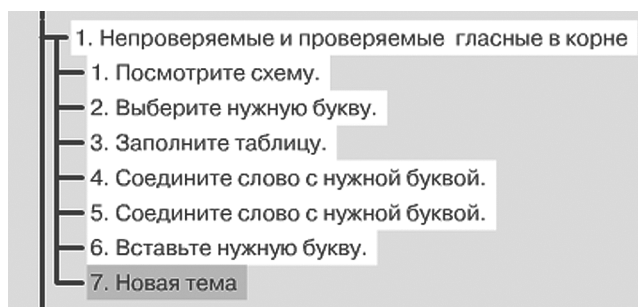 1. Непроверяемые и проверяемые гласные в корне
1. Посмотрите схему.
2. Выберите нужную букву.
3. Заполните таблицу.
4. Соедините слово с нужной буквой.
5. Соедините слово с нужной буквой.
6. Вставьте нужную букву.
7. Новая тема